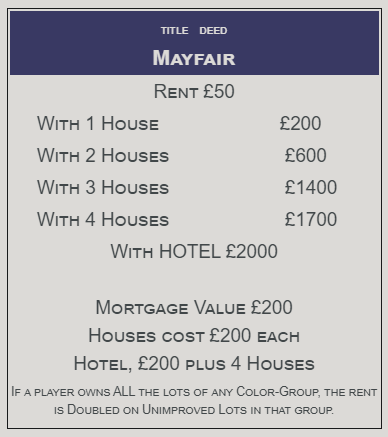 TITLE DEED
MAYFAIR
RENT £50
WITH 1 HOUSE £200
WITH 2 HOUSES £600
WITH 3 HOUSES £1400
WITH 4 HOUSES £1700
WITH HOTEL £2000
MORTGAGE VALUE £200
HOUSES COST £200 EACH
HOTEL, £200 PLUS 4 HOUSES
IF A PLAYER OWNS ALL THE LOTS OF ANY COLOR-GROUP, THE RENT
IS DOUBLED ON UNIMPROVED LOTS IN THAT GROUP.